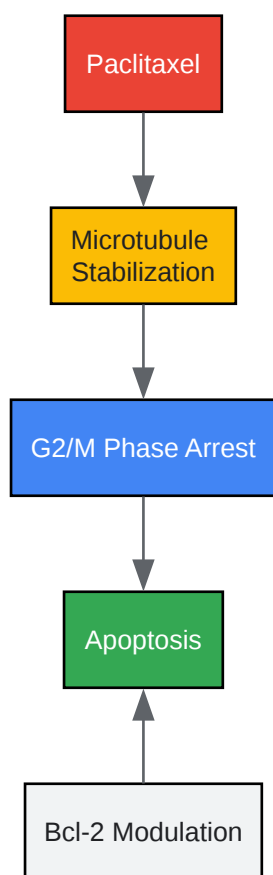 Paclitaxel
Microtubule
Stabilization
G2/M Phase Arrest
Apoptosis
Bcl-2 Modulation